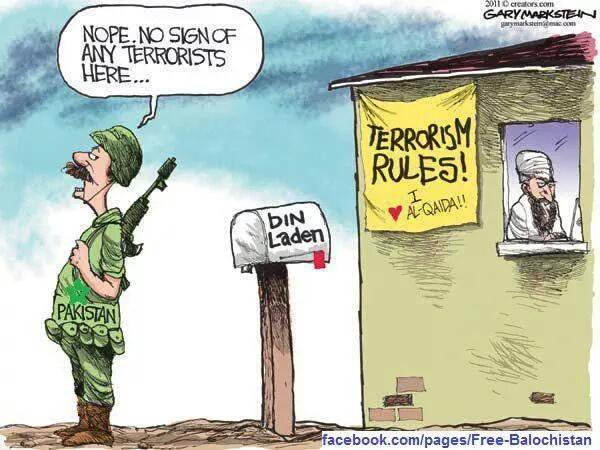 2011 © creators.com
GARY MARKSTEIN
garymarkstein@mac.com
NOPE. NO SIGN OF
ANY TERRORISTS
HERE...
TERRORISM
RULES!
I
♥ AL-QAIDA!!
bIN
Laden
PAKISTAN
facebook.com/pages/Free-Balochistan